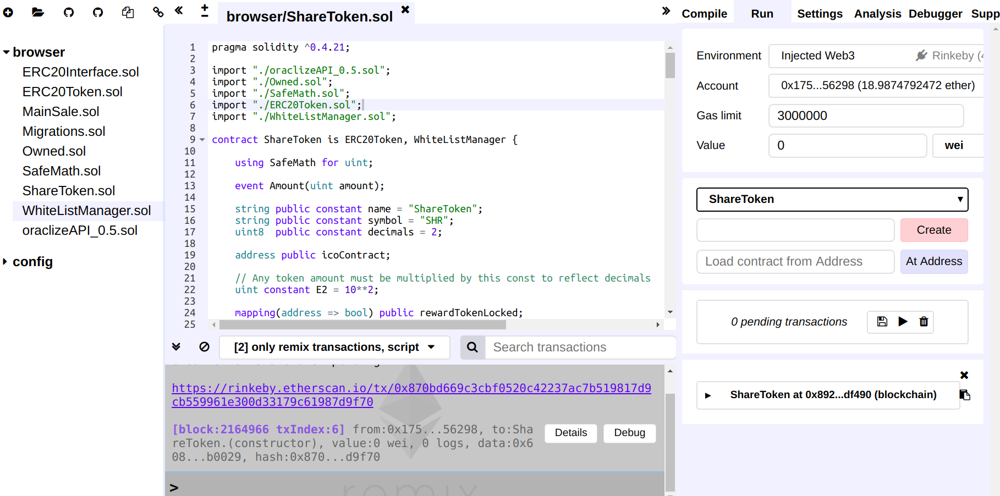 browser/ShareToken.sol
Compile Run Settings Analysis Debugger Supp
browser
ERC20Interface.sol
ERC20Token.sol
MainSale.sol
Migrations.sol
Owned.sol
SafeMath.sol
ShareToken.sol
WhiteListManager.sol
oraclizeAPI_0.5.sol
config
1 pragma solidity ^0.4.21;
2
3 import "./oraclizeAPI_0.5.sol";
4 import "./Owned.sol";
5 import "./SafeMath.sol";
6 import "./ERC20Token.sol";
7 import "./WhiteListManager.sol";
8
9 contract ShareToken is ERC20Token, WhiteListManager {
10
11 using SafeMath for uint;
12
13 event Amount(uint amount);
14
15 string public constant name = "ShareToken";
16 string public constant symbol = "SHR";
17 uint8  public constant decimals = 2;
18
19 address public icoContract;
20
21 // Any token amount must be multiplied by this const to reflect decimals
22 uint constant E2 = 10**2;
23
24 mapping(address => bool) public rewardTokenLocked;
25
[2] only remix transactions, script
Search transactions
https://rinkeby.etherscan.io/tx/0x870bd669c3cbf0520c42237ac7b519817d9
cb559961e300d33179c61987d9f70
[block:2164966 txIndex:6] from:0x175...56298, to:Sha
reToken.(constructor), value:0 wei, 0 logs, data:0x6
08...b0029, hash:0x870...d9f70
Details Debug
>
remix
Environment Injected Web3 Rinkeby (4
Account 0x175...56298 (18.9874792472 ether)
Gas limit 3000000
Value 0 wei
ShareToken
Create
Load contract from Address At Address
0 pending transactions
ShareToken at 0x892...df490 (blockchain)